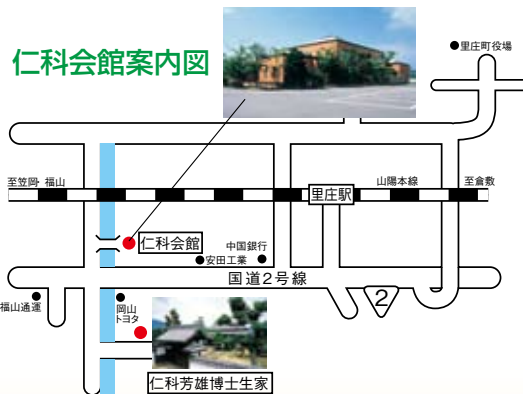 仁科会館案内図
里庄町役場
至笠岡・福山
里庄駅
山陽本線
至倉敷
仁科会館
中国銀行
安田工業
国道2号線
2
福山通運
岡山
トヨタ
仁科芳雄博士生家